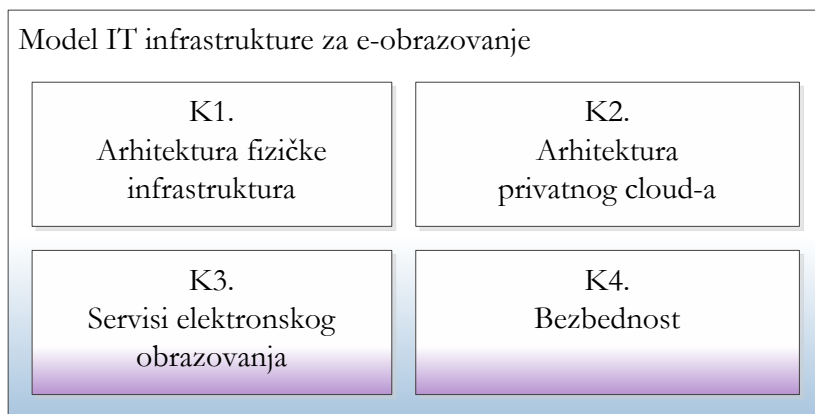 Model IT infrastrukture za e-obrazovanje
K1.
Arhitektura fizičke
infrastruktura
K2.
Arhitektura
privatnog cloud-a
K3.
Servisi elektronskog
obrazovanja
K4.
Bezbednost